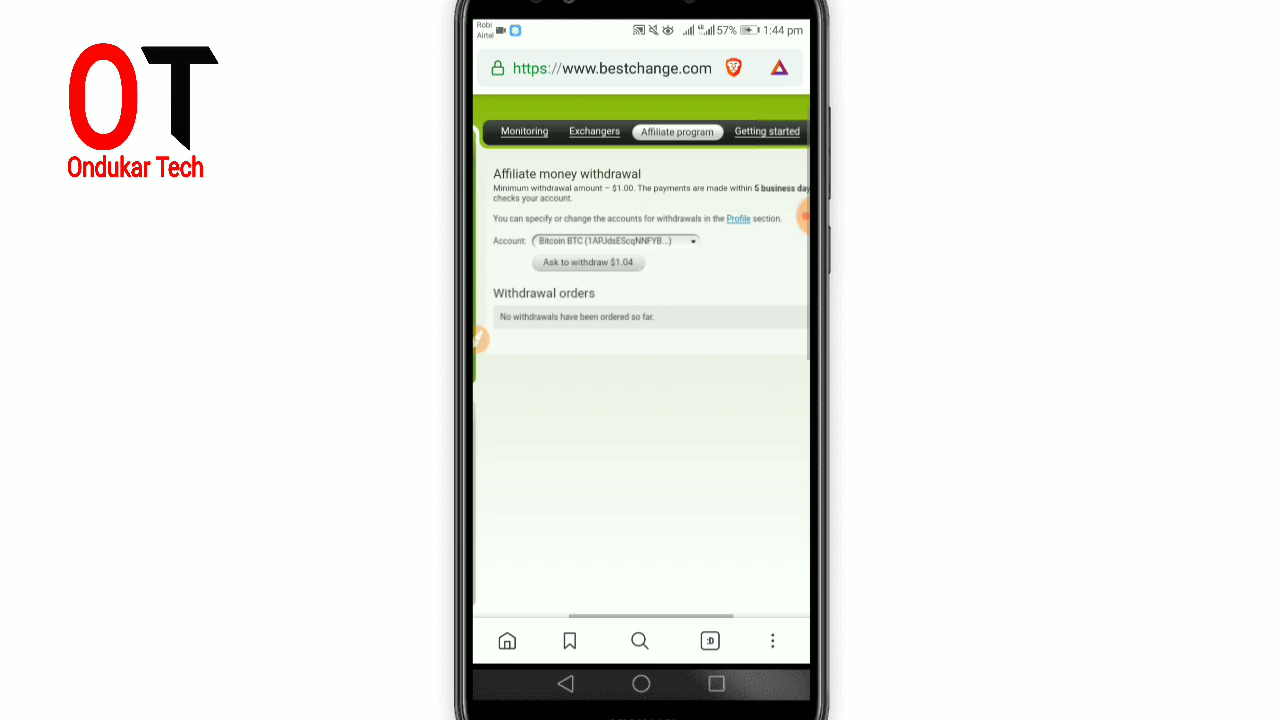 OT
Ondukar Tech
Robi
Airtel
57% 1:44 pm
https://www.bestchange.com
Monitoring Exchangers Affiliate program Getting started
Affiliate money withdrawal
Minimum withdrawal amount – $1.00. The payments are made within 5 business day
checks your account.
You can specify or change the accounts for withdrawals in the Profile section.
Account: Bitcoin BTC (1APJdsEScqNNFYB...)
Ask to withdraw $1.04
Withdrawal orders
No withdrawals have been ordered so far.
:D